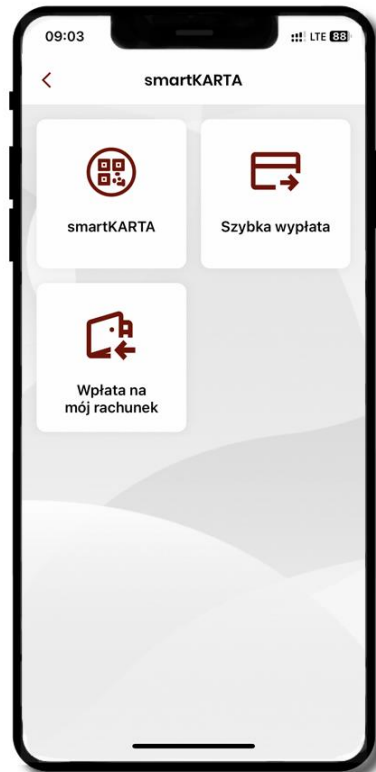 09:03
LTE 88
smartKARTA
smartKARTA
Szybka wypłata
Wpłata na
mój rachunek